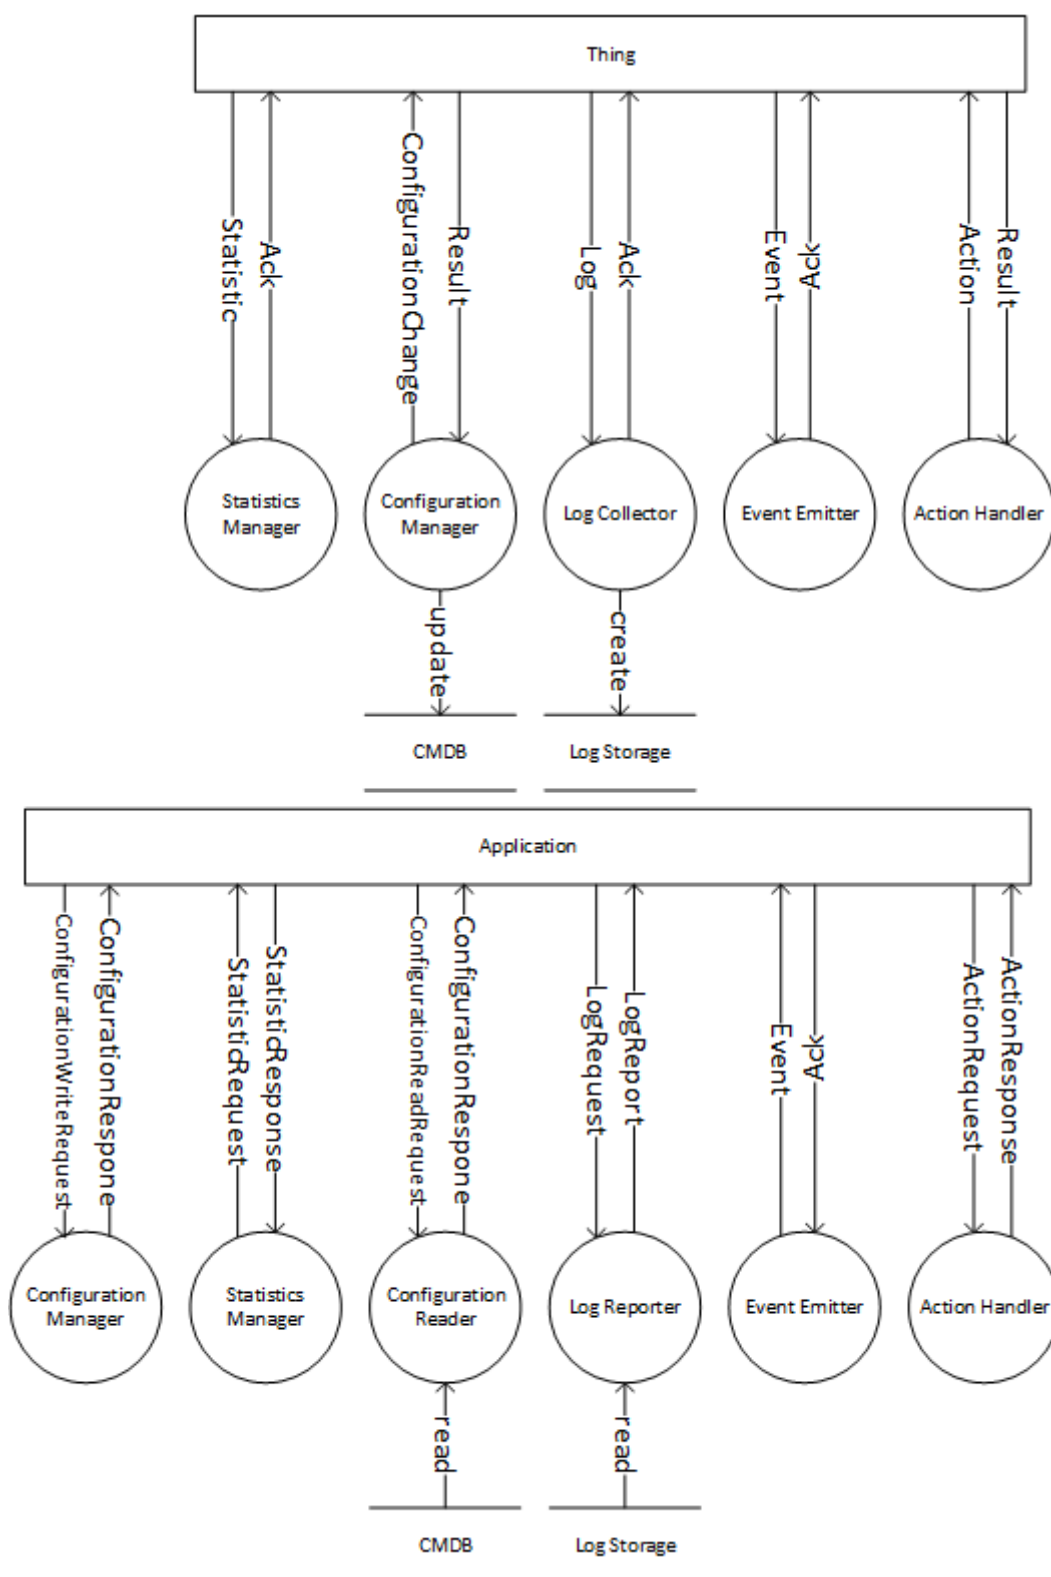 Thing
Statistic
Ack
ConfigurationChange
Result
Log
Ack
Event
Ack
Action
Result
Statistics
Manager
Configuration
Manager
Log Collector
Event Emitter
Action Handler
update
create
CMDB
Log Storage
Application
ConfigurationWriteRequest
ConfigurationRespone
StatisticRequest
StatisticResponse
ConfigurationReadRequest
ConfigurationRespone
LogRequest
LogReport
Event
Ack
ActionRequest
ActionResponse
Configuration
Manager
Statistics
Manager
Configuration
Reader
Log Reporter
Event Emitter
Action Handler
read
read
CMDB
Log Storage